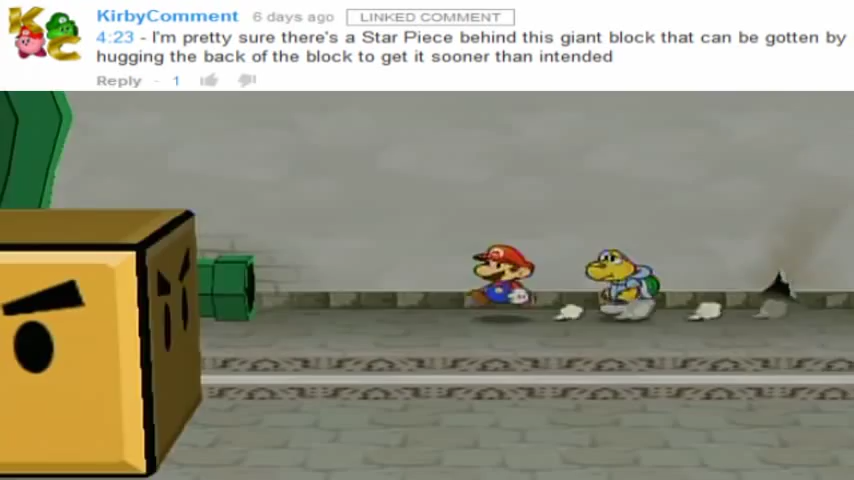 KirbyComment 6 days ago LINKED COMMENT
4:23 - I'm pretty sure there's a Star Piece behind this giant block that can be gotten by
hugging the back of the block to get it sooner than intended
Reply - 1